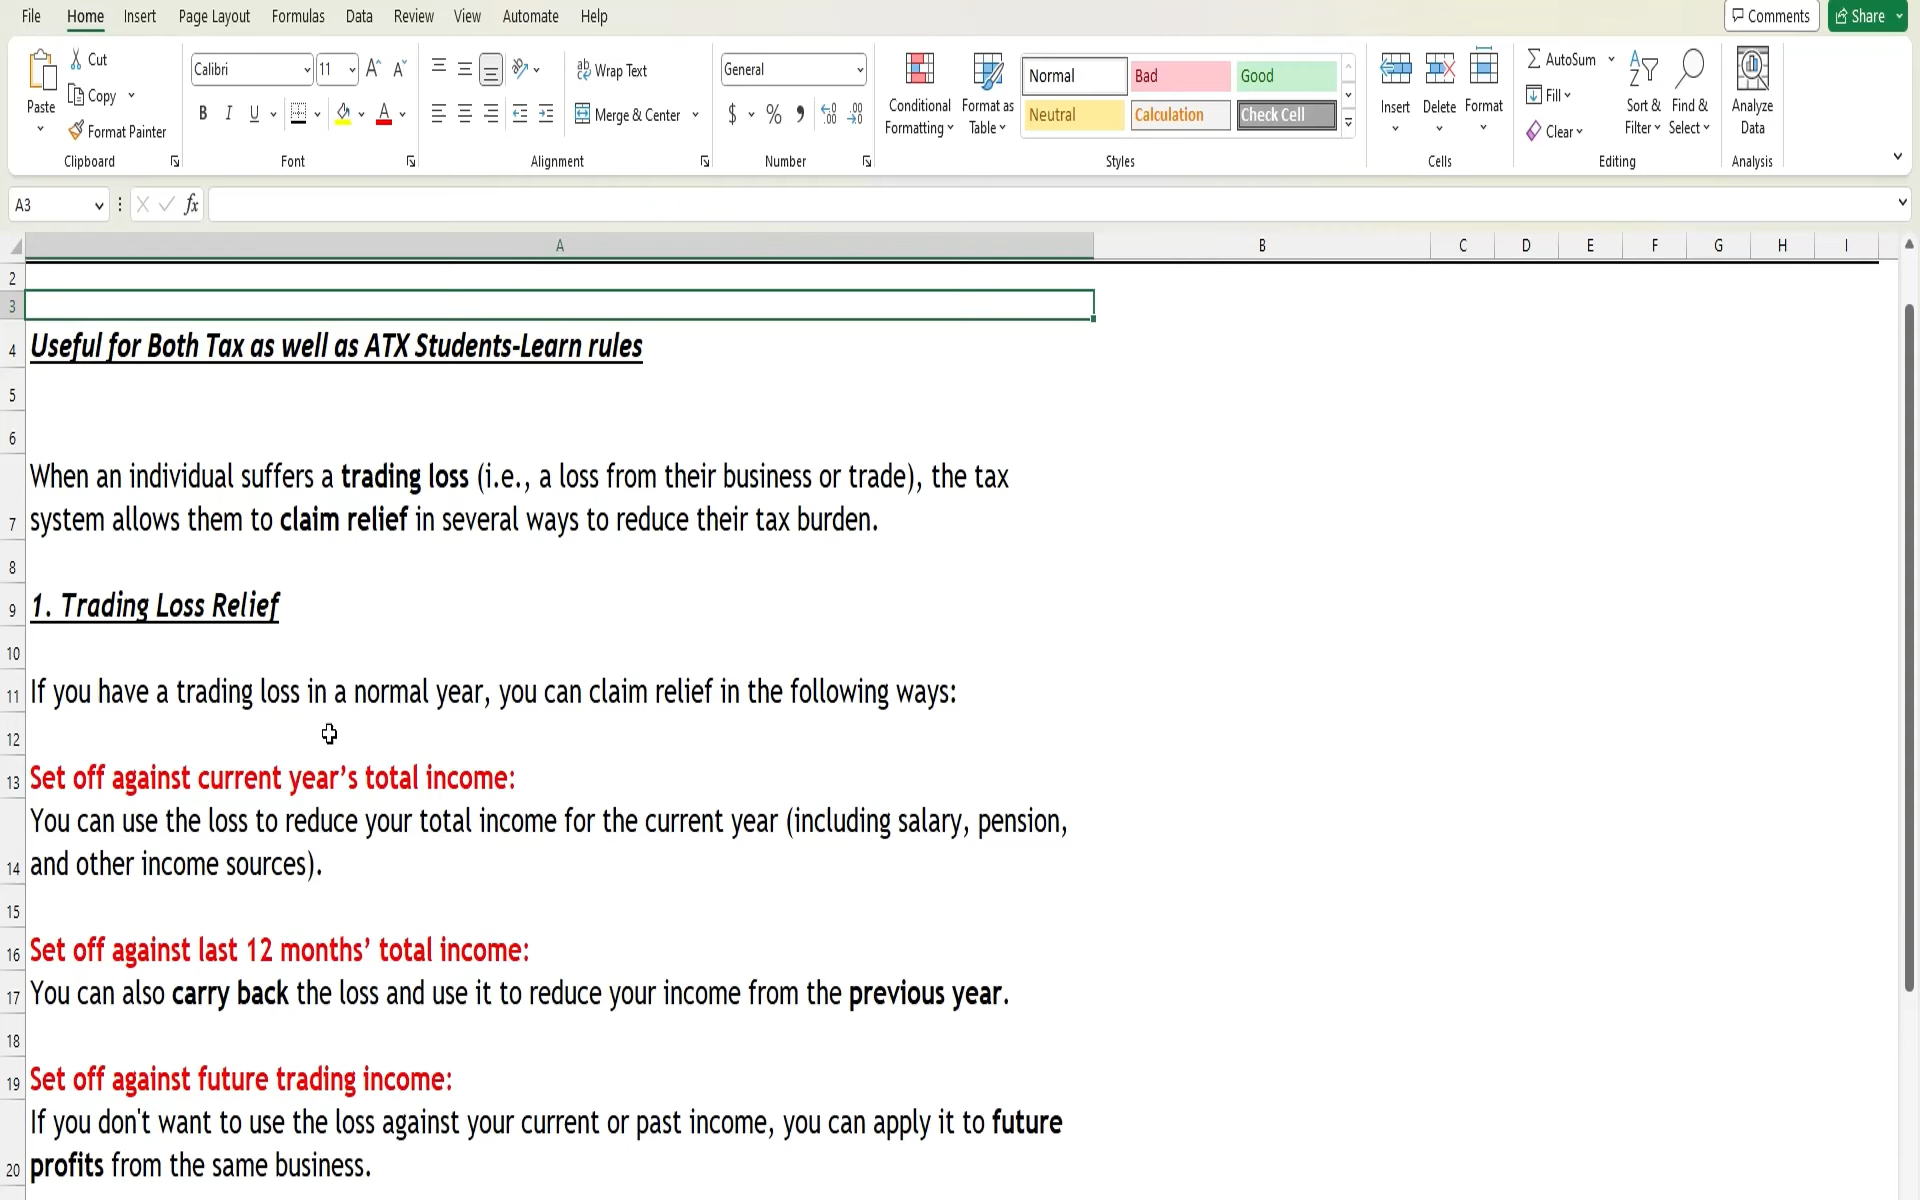 File Home Insert Page Layout Formulas Data Review View Automate Help Comments Share
Paste Cut Copy Format Painter Clipboard
Calibri 11 A A B I U A Font
Wrap Text Merge & Center Alignment
General $ % , Number
Conditional Formatting Format as Table Normal Bad Good Neutral Calculation Check Cell Styles
Insert Delete Format Cells
AutoSum Fill Clear Sort & Filter Find & Select Editing
Analyze Data Analysis
A3 fx
A B C D E F G H I
2
3
4 Useful for Both Tax as well as ATX Students-Learn rules
5
6
When an individual suffers a trading loss (i.e., a loss from their business or trade), the tax
7 system allows them to claim relief in several ways to reduce their tax burden.
8
9 1. Trading Loss Relief
10
11 If you have a trading loss in a normal year, you can claim relief in the following ways:
12
13 Set off against current year’s total income:
You can use the loss to reduce your total income for the current year (including salary, pension,
14 and other income sources).
15
16 Set off against last 12 months’ total income:
17 You can also carry back the loss and use it to reduce your income from the previous year.
18
19 Set off against future trading income:
If you don't want to use the loss against your current or past income, you can apply it to future
20 profits from the same business.